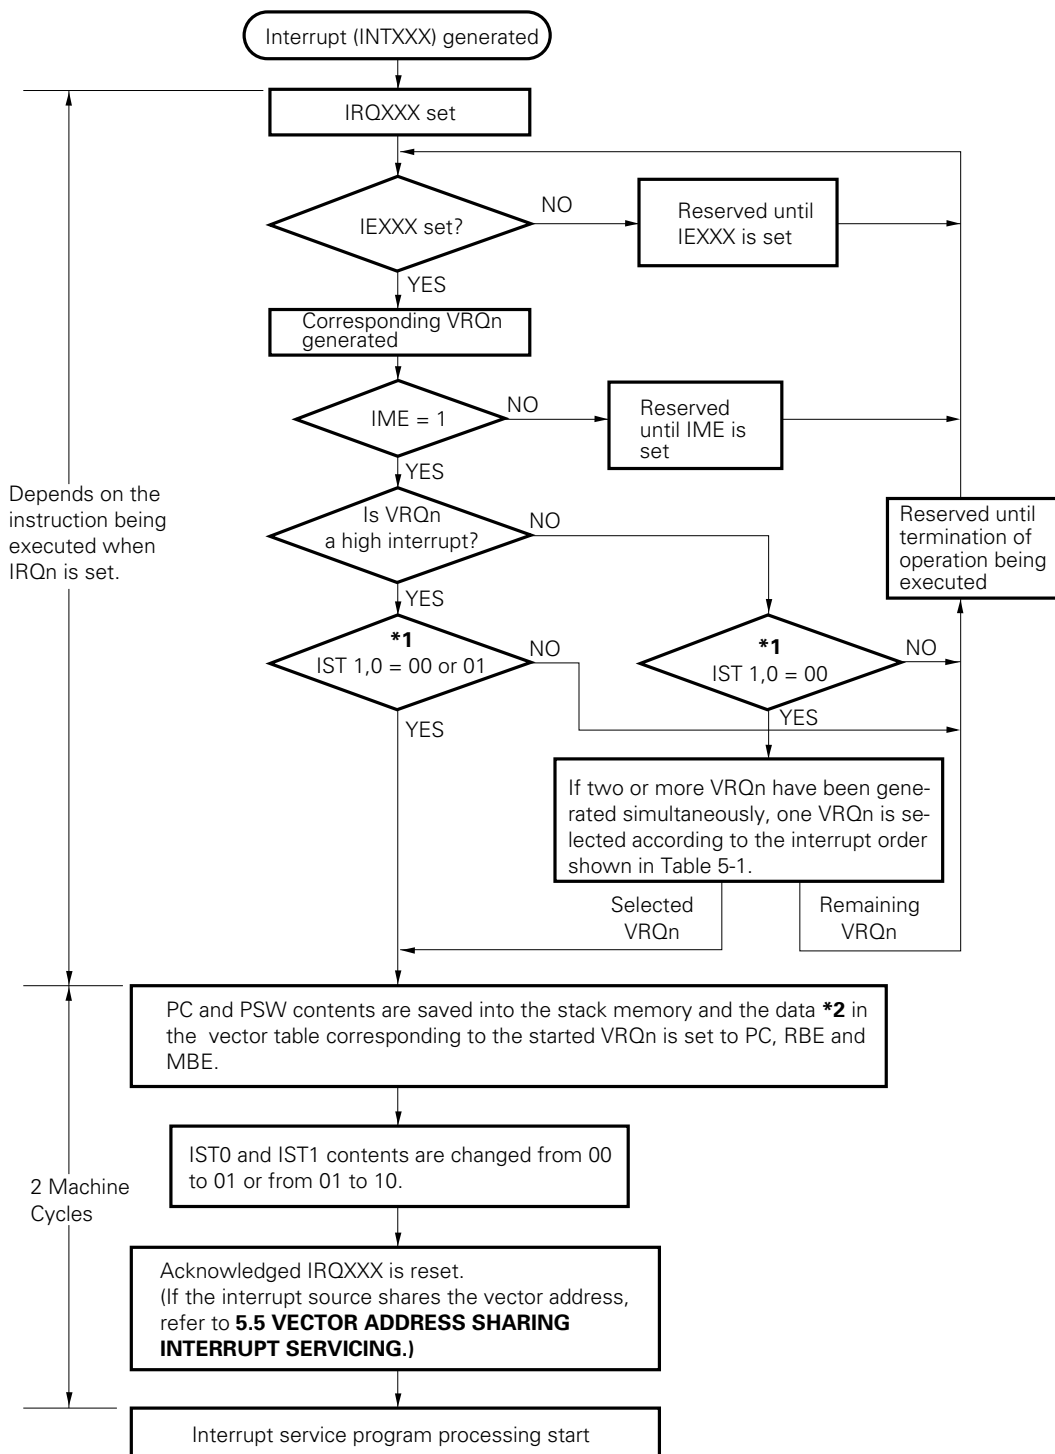 Interrupt (INTXXX) generated
IRQXXX set
IEXXX set?
NO
Reserved until
IEXXX is set
YES
Corresponding VRQn
generated
IME = 1
NO
Reserved
until IME is
set
YES
Depends on the
instruction being
executed when
IRQn is set.
Is VRQn
a high interrupt?
NO
Reserved until
termination of
operation being
executed
YES
*1
IST 1,0 = 00 or 01
NO
*1
IST 1,0 = 00
NO
YES
YES
If two or more VRQn have been gene-
rated simultaneously, one VRQn is se-
lected according to the interrupt order
shown in Table 5-1.
Selected
VRQn
Remaining
VRQn
PC and PSW contents are saved into the stack memory and the data *2 in
the vector table corresponding to the started VRQn is set to PC, RBE and
MBE.
IST0 and IST1 contents are changed from 00
to 01 or from 01 to 10.
2 Machine
Cycles
Acknowledged IRQXXX is reset.
(If the interrupt source shares the vector address,
refer to 5.5 VECTOR ADDRESS SHARING
INTERRUPT SERVICING.)
Interrupt service program processing start